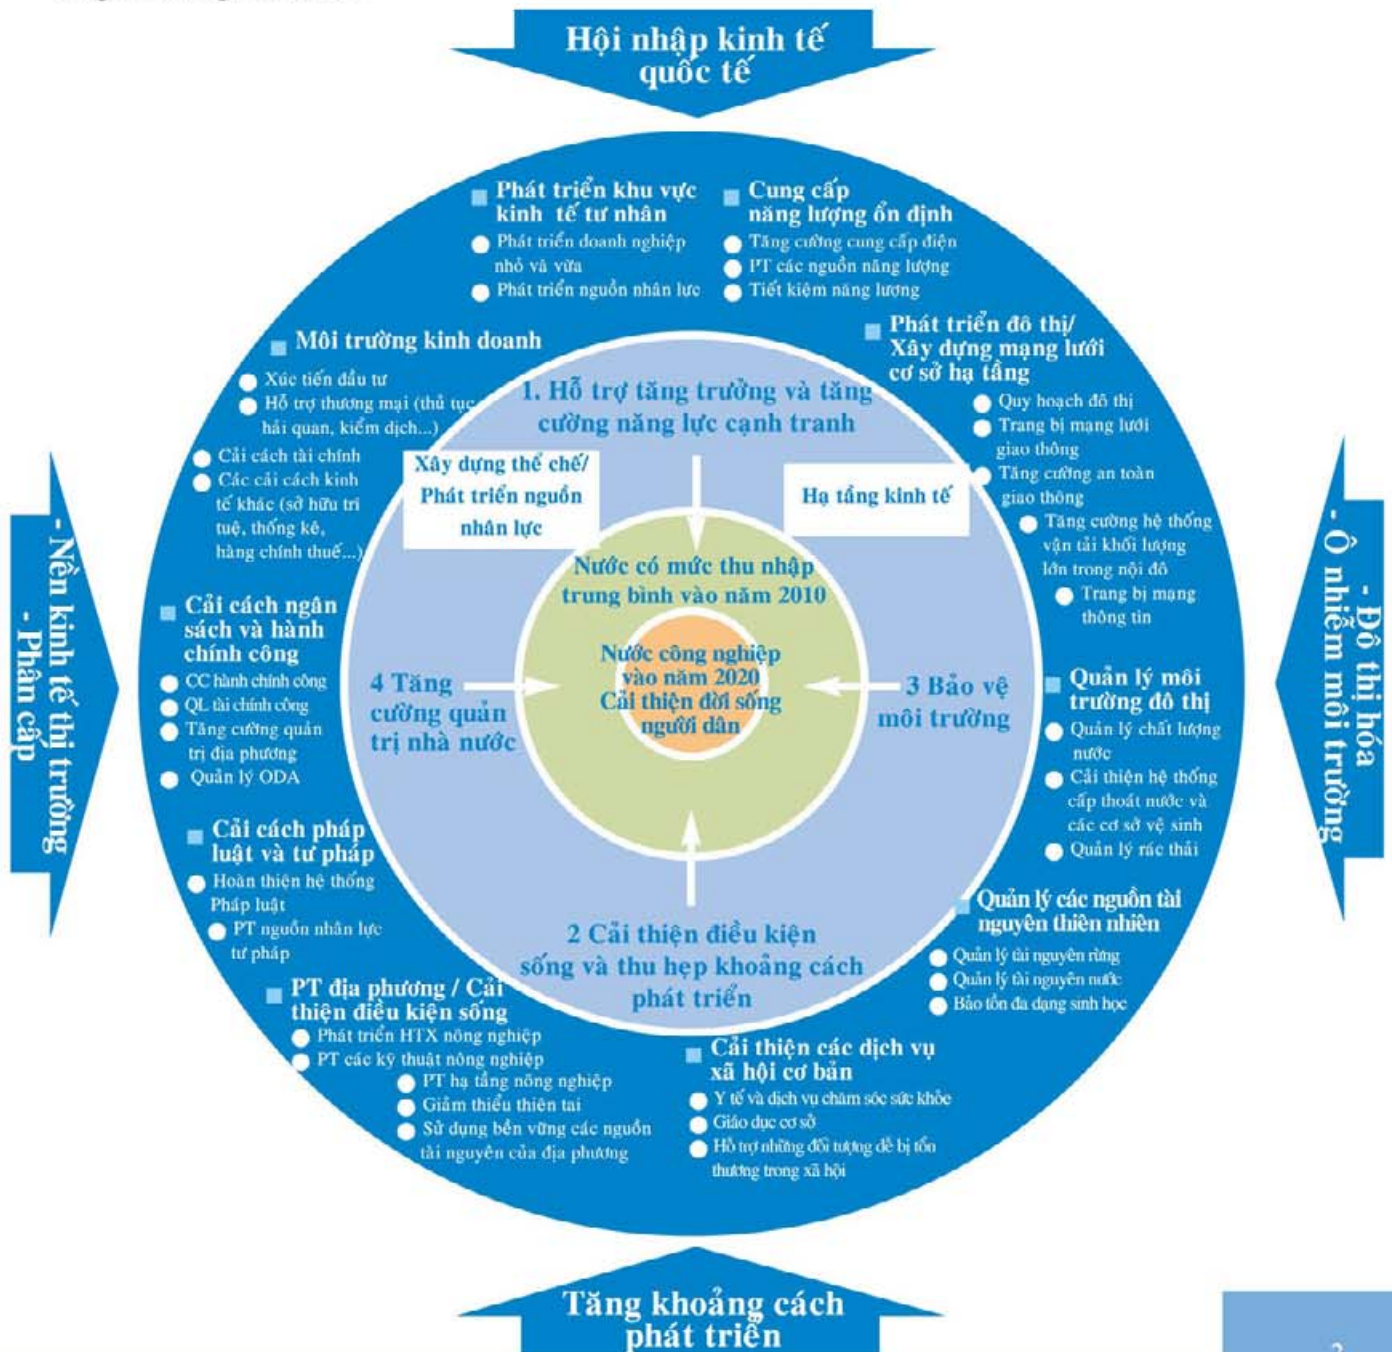 Hội nhập kinh tế
quốc tế
Phát triển khu vực
kinh tế tư nhân
Phát triển doanh nghiệp
nhỏ và vừa
Phát triển nguồn nhân lưc
Cung cấp
năng lượng ổn định
Tăng cường cung cấp điện
PT các nguồn năng lượng
Tiết kiệm năng lượng
Môi trường kinh doanh
Xúc tiến đầu tư
Hỗ trợ thương mại (thủ tục
hải quan, kiểm dịch...)
Cải cách tài chính
Các cải cách kinh
tế khác (sở hữu trí
tuệ, thống kê,
hàng chính thuế...)
Phát triển đô thị/
Xây dựng mạng lưới
cơ sở hạ tầng
Quy hoạch đô thị
Trang bị mạng lưới
giao thông
Tăng cường an toàn
giao thông
Tăng cường hệ thống
vận tải khối lượng
lớn trong nội đô
Trang bị mạng
thông tin
1. Hỗ trợ tăng trưởng và tăng
cường năng lực cạnh tranh
Xây dựng thể chế/
Phát triển nguồn
nhân lực
Hạ tầng kinh tế
Nước có mức thu nhập
trung bình vào năm 2010
Nước công nghiệp
vào năm 2020
Cải thiện đời sống
người dân
4 Tăng
cường quản
trị nhà nước
3 Bảo vệ
môi trường
2 Cải thiện điều kiện
sống và thu hẹp khoảng cách
phát triển
- Nền kinh tế thị trường
- Phân cấp
- Đô thị hóa
- Ô nhiễm môi trường
Cải cách ngân
sách và hành
chính công
CC hành chính công
QL tài chính công
Tăng cường quản
trị địa phương
Quản lý ODA
Cải cách pháp
luật và tư pháp
Hoàn thiện hệ thống
Pháp luật
PT nguồn nhân lực
tư pháp
Quản lý môi
trường đô thị
Quản lý chất lượng
nước
Cải thiện hệ thống
cấp thoát nước và
các cơ sở vệ sinh
Quản lý rác thải
Quản lý các nguồn tài
nguyên thiên nhiên
Quản lý tài nguyên rừng
Quản lý tài nguyên nước
Bảo tồn đa dạng sinh học
PT địa phương / Cải
thiện điều kiện sống
Phát triển HTX nông nghiệp
PT các kỹ thuật nông nghiệp
PT hạ tầng nông nghiệp
Giảm thiểu thiên tai
Sử dụng bền vững các nguồn
tài nguyên của địa phương
Cải thiện các dịch vụ
xã hội cơ bản
Y tế và dịch vụ chăm sóc sức khỏe
Giáo dục cơ sở
Hỗ trợ những đối tượng dễ bị tổn
thương trong xã hội
Tăng khoảng cách
phát triển